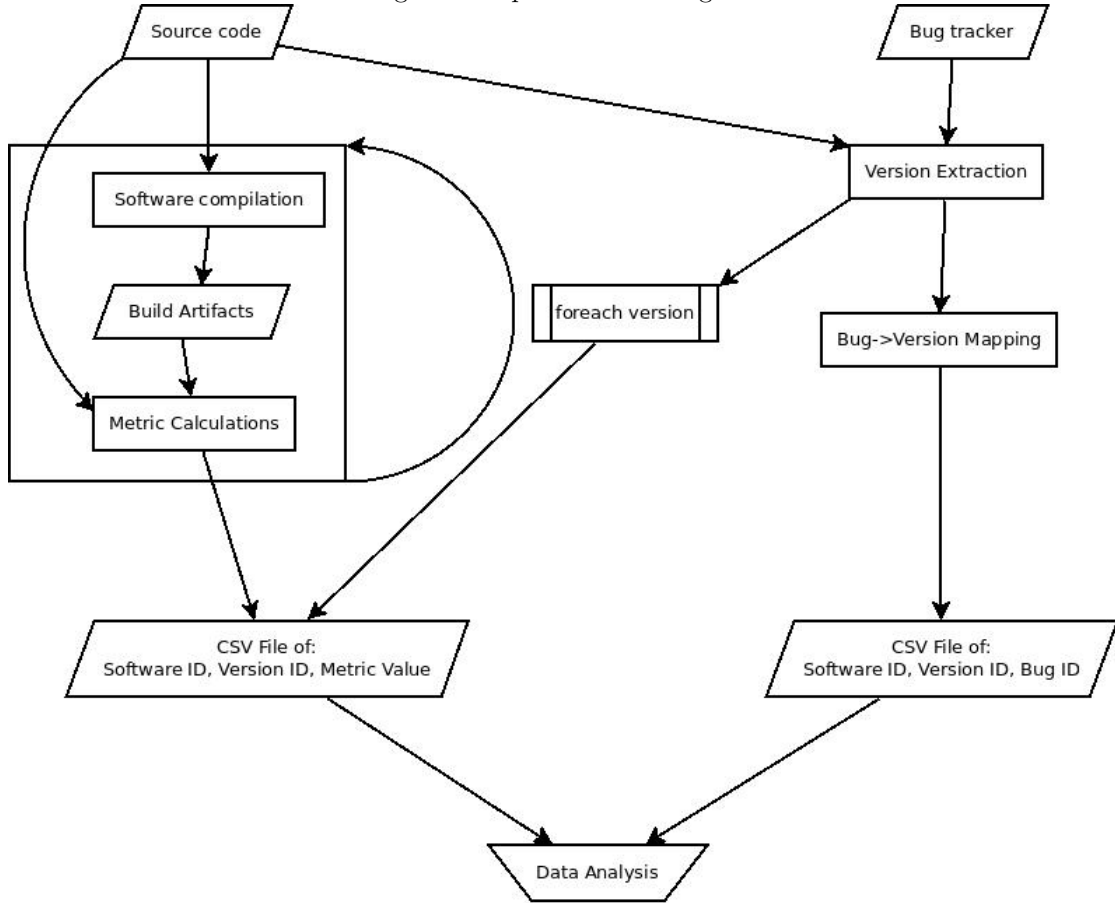 Source code
Bug tracker
Version Extraction
Software compilation
Build Artifacts
foreach version
Bug->Version Mapping
Metric Calculations
CSV File of:
Software ID, Version ID, Metric Value
CSV File of:
Software ID, Version ID, Bug ID
Data Analysis